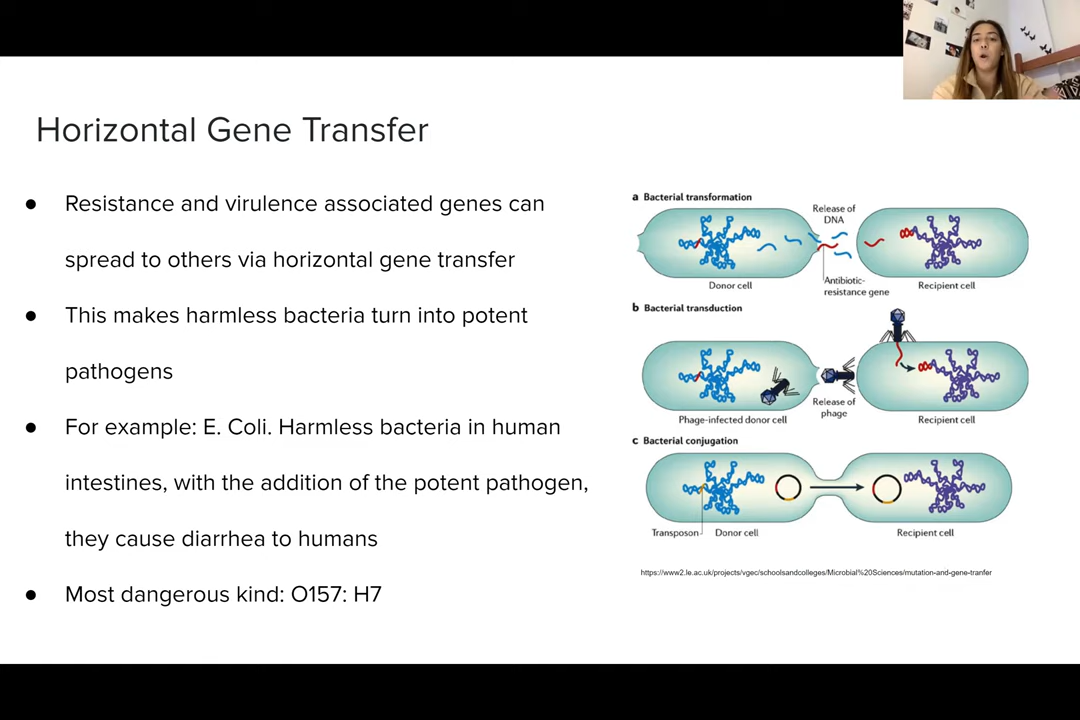 Horizontal Gene Transfer
● Resistance and virulence associated genes can
spread to others via horizontal gene transfer
● This makes harmless bacteria turn into potent
pathogens
● For example: E. Coli. Harmless bacteria in human
intestines, with the addition of the potent pathogen,
they cause diarrhea to humans
● Most dangerous kind: O157: H7
a Bacterial transformation
Release of
DNA
Donor cell
Antibiotic-
resistance gene
Recipient cell
b Bacterial transduction
Phage-infected donor cell
Release of
phage
Recipient cell
c Bacterial conjugation
Transposon
Donor cell
Recipient cell
https://www2.le.ac.uk/projects/vgec/schoolsandcolleges/Microbial%20Sciences/mutation-and-gene-tranfer